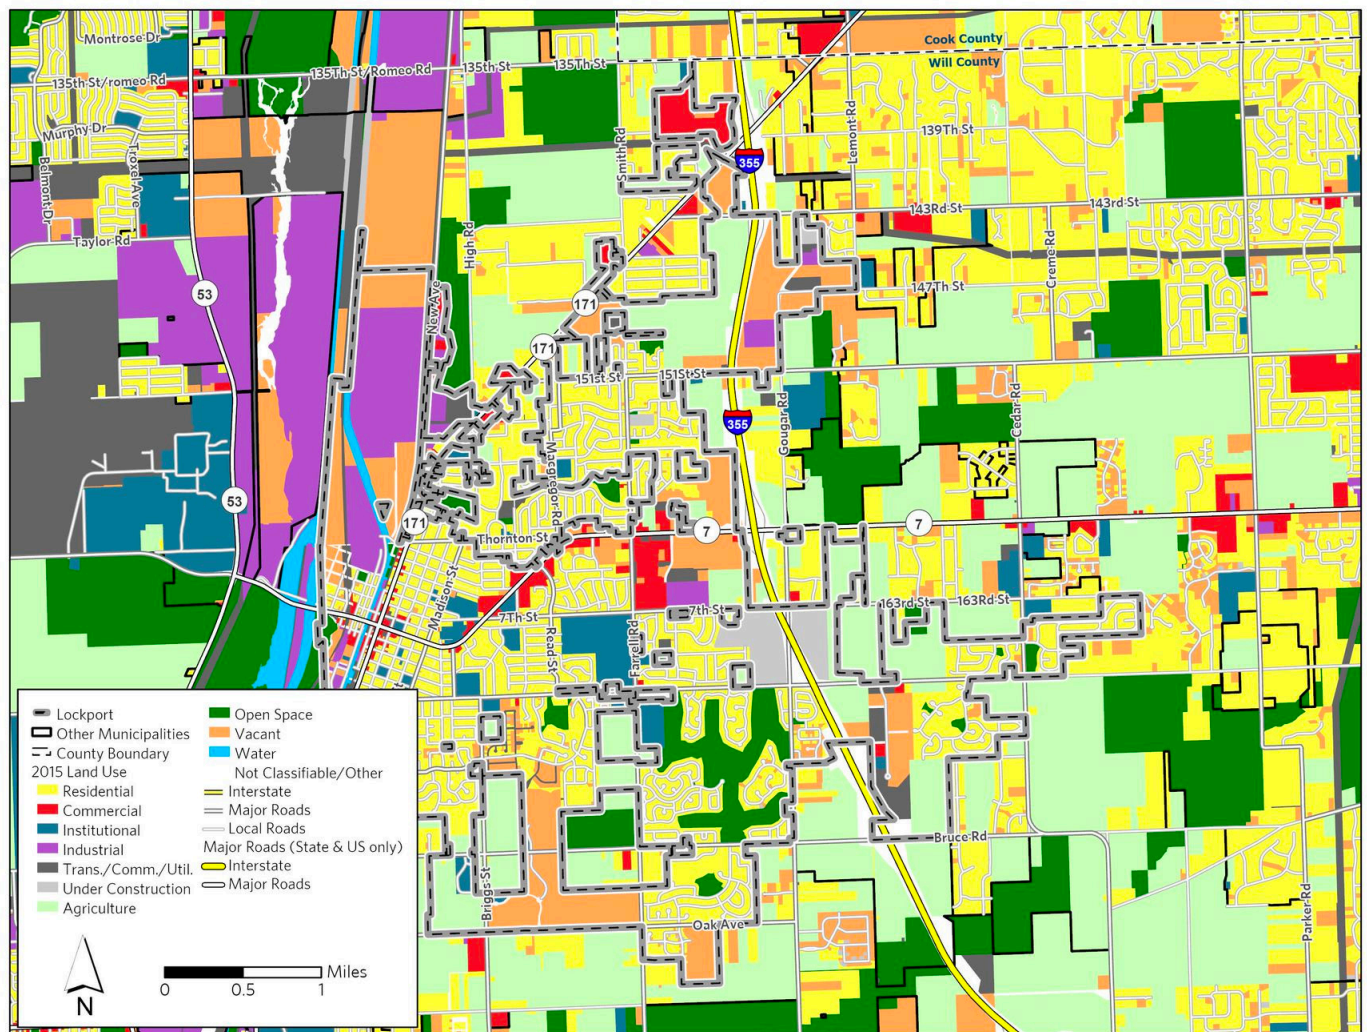 Montrose Dr
Cook County
Will County
135th St/romeo Rd
135Th St/Romeo Rd
135th St
135Th St
Murphy Dr
Troxel Ave
Belmont Dr
Smith Rd
Lemont Rd
139Th St
355
143Rd St
143rd St
Taylor Rd
High Rd
Creme Rd
53
171
New Ave
147Th St
171
151st St
151St St
Gougar Rd
Cedar Rd
355
Macgregor Rd
53
171
Thornton St
7
7
Madison St
7Th St
7th St
163rd St
163Rd St
Read St
Farrell Rd
Bruce Rd
Briggs St
Oak Ave
Parker Rd
Lockport
Other Municipalities
County Boundary
2015 Land Use
Residential
Commercial
Institutional
Industrial
Trans./Comm./Util.
Under Construction
Agriculture
Open Space
Vacant
Water
Not Classifiable/Other
Interstate
Major Roads
Local Roads
Major Roads (State & US only)
Interstate
Major Roads
N
Miles
0 0.5 1